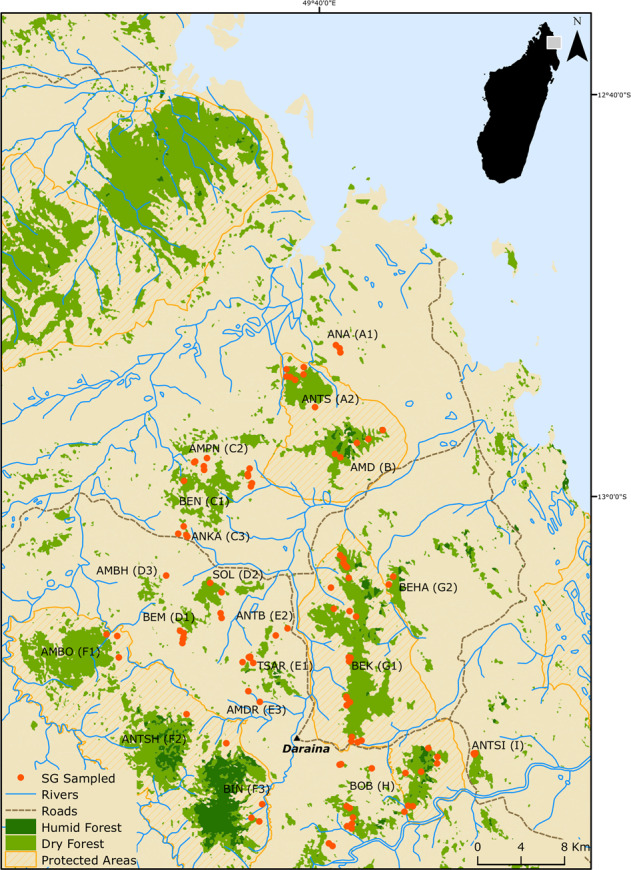 49°40'0"E
N
12°40'0"S
ANA (A1)
ANTS (A2)
AMPN (C2)
AMD (B)
BEN (C1)
13°0'0"S
ANKA (C3)
AMBH (D3)
SOL (D2)
BEHA (G2)
BEM (D1)
ANTB (E2)
AMBO (F1)
TSAR (E1)
BEK (G1)
AMDR (E3)
ANTSH (F2)
Daraina
ANTSI (I)
BIN (F3)
BOB (H)
SG Sampled
Rivers
Roads
Humid Forest
Dry Forest
Protected Areas
0 4 8 Km